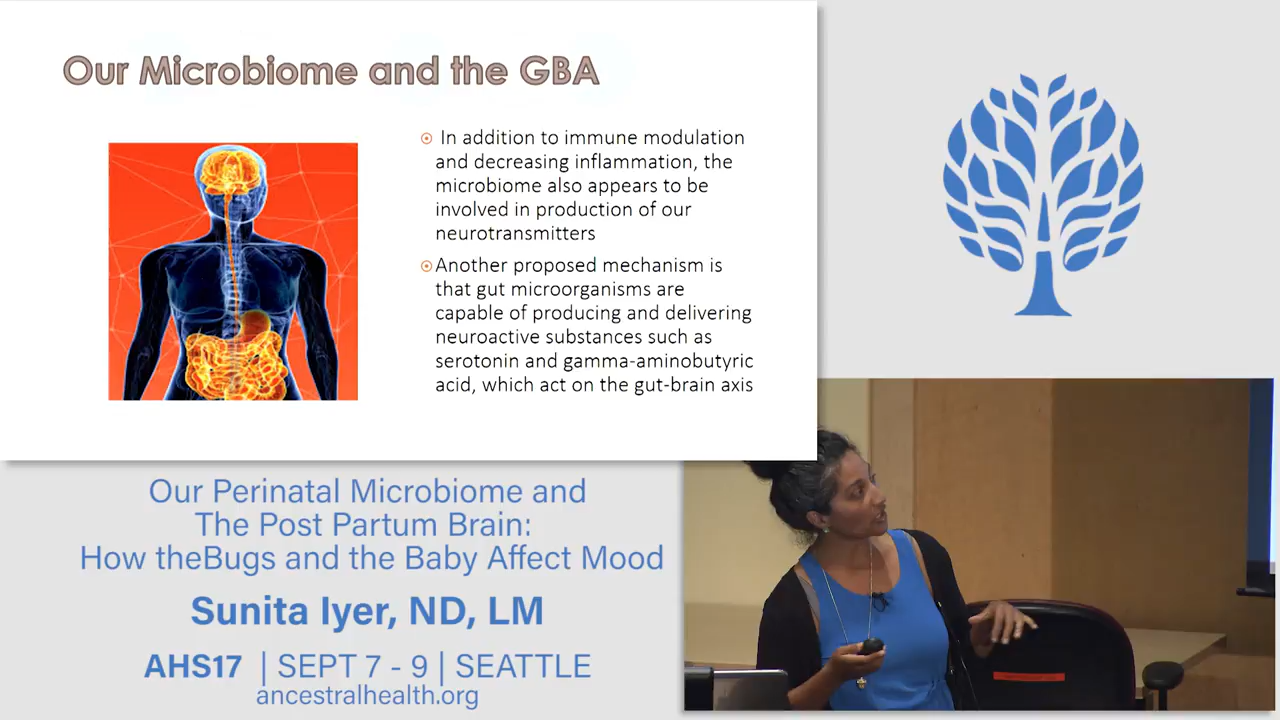 Our Microbiome and the GBA
In addition to immune modulation
and decreasing inflammation, the
microbiome also appears to be
involved in production of our
neurotransmitters
Another proposed mechanism is
that gut microorganisms are
capable of producing and delivering
neuroactive substances such as
serotonin and gamma-aminobutyric
acid, which act on the gut-brain axis
Our Perinatal Microbiome and
The Post Partum Brain:
How theBugs and the Baby Affect Mood
Sunita Iyer, ND, LM
AHS17 | SEPT 7 - 9 | SEATTLE
ancestralhealth.org